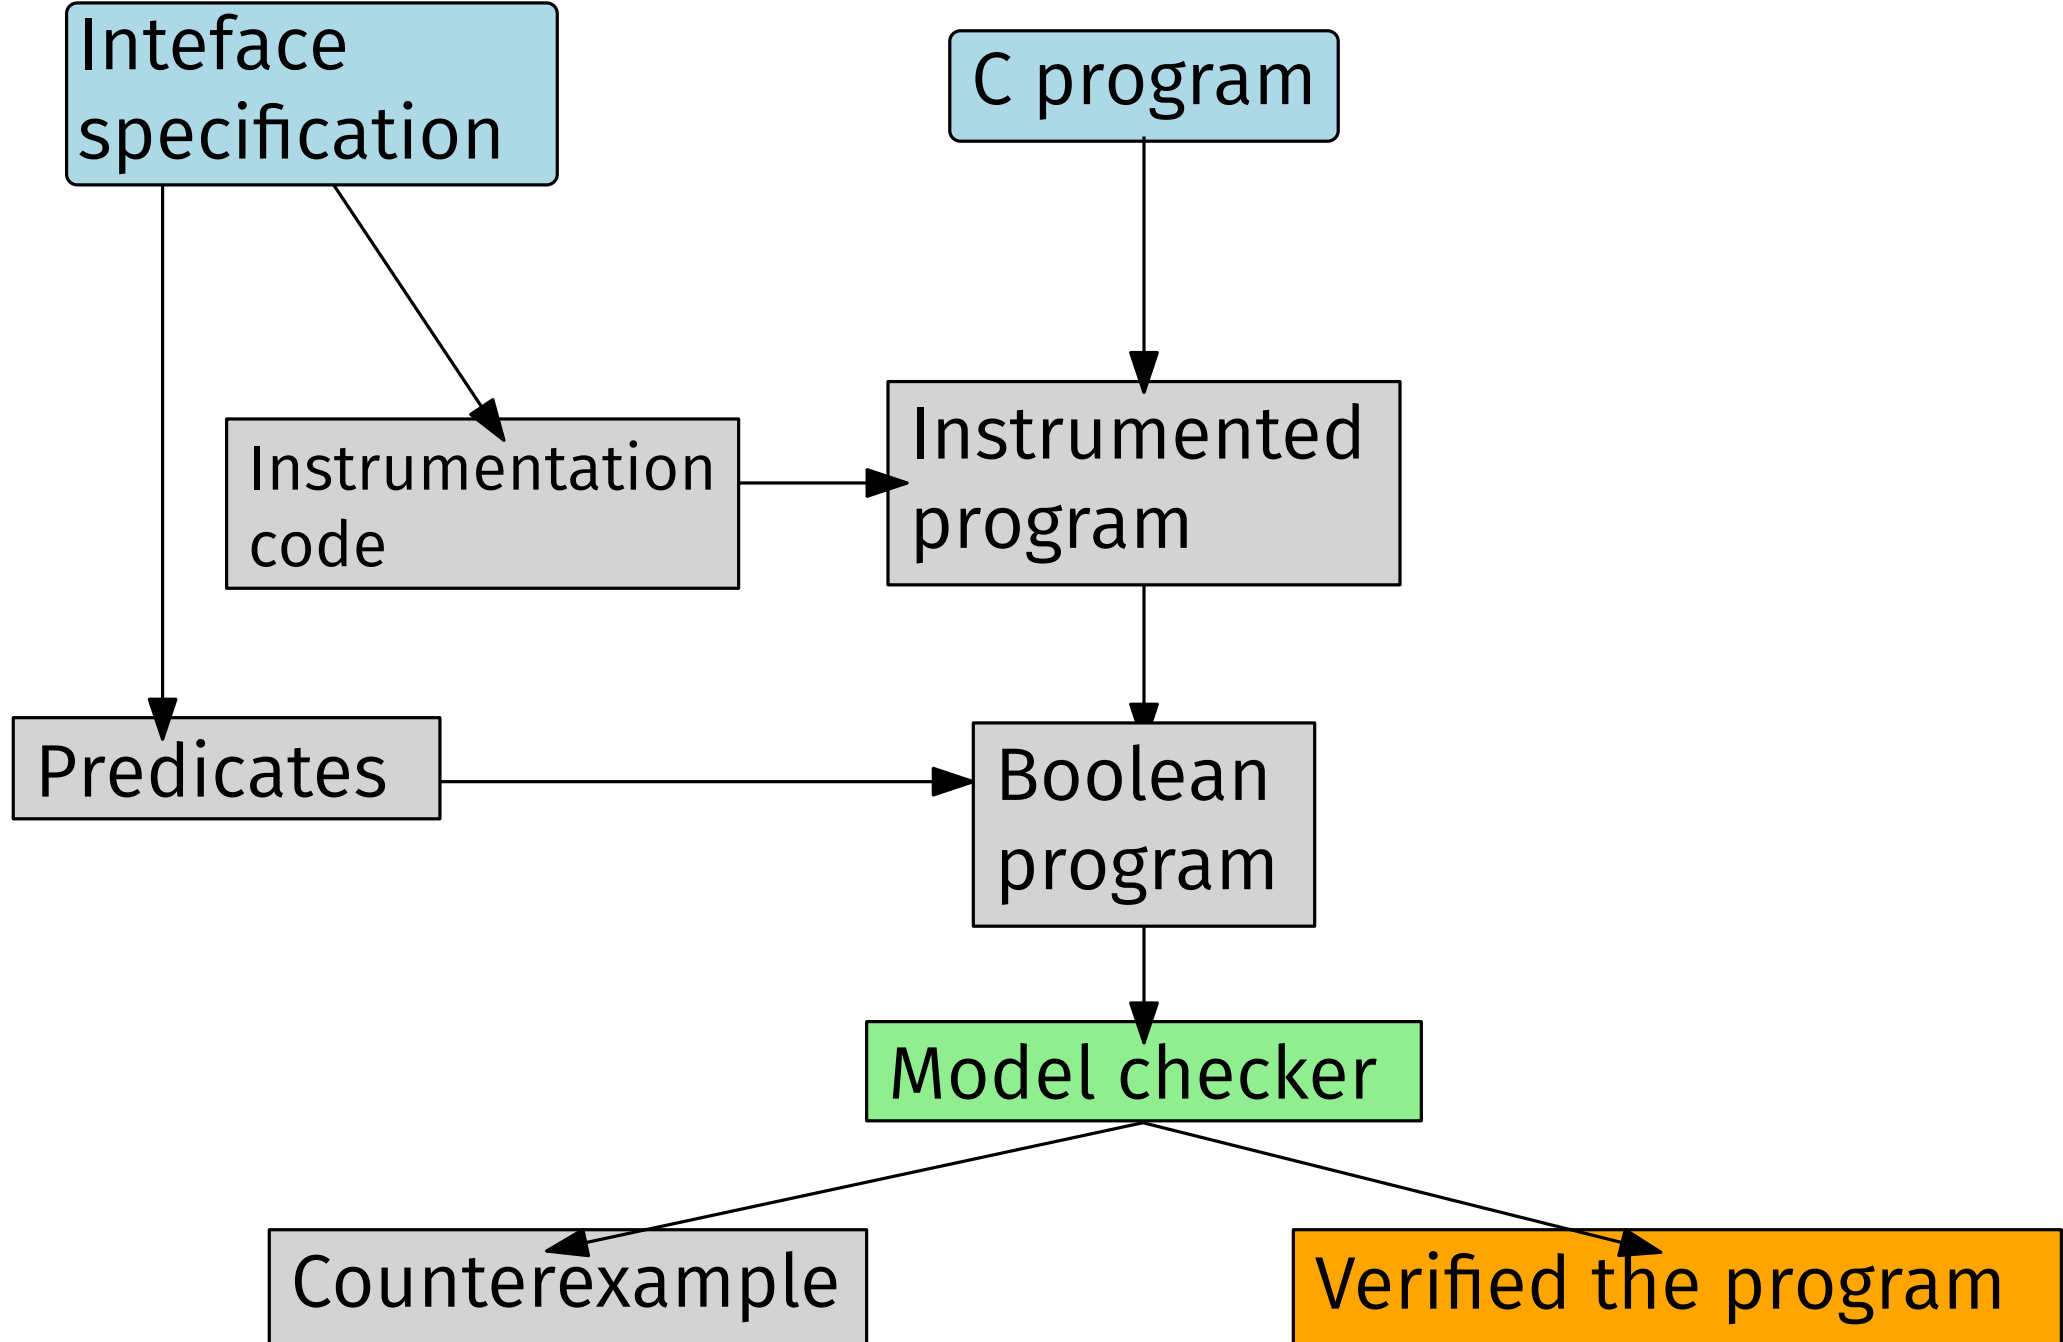 Inteface
specification
C program
Instrumented
program
Instrumentation
code
Predicates
Boolean
program
Model checker
Counterexample
Verified the program